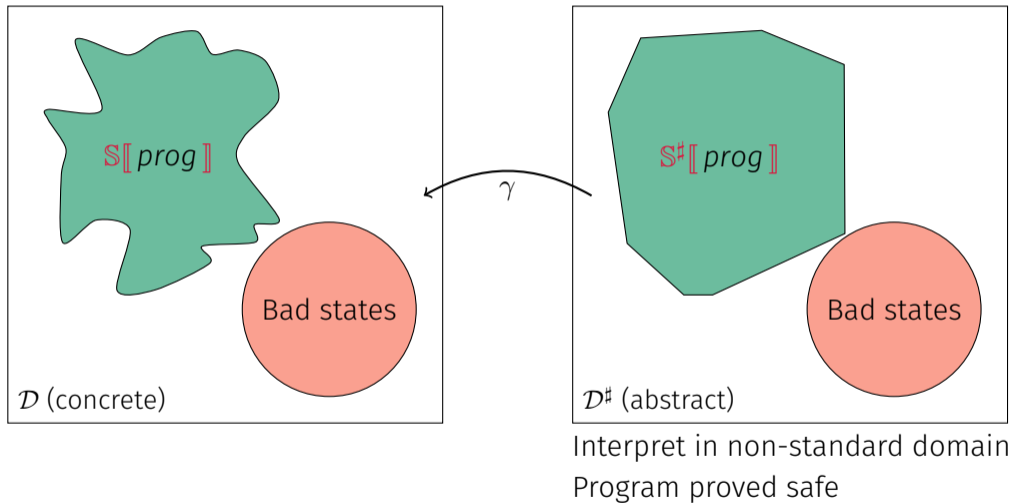 𝕊⟦prog⟧
𝕊♯⟦prog⟧
γ
Bad states
Bad states
𝒟 (concrete)
𝒟♯ (abstract)
Interpret in non-standard domain
Program proved safe